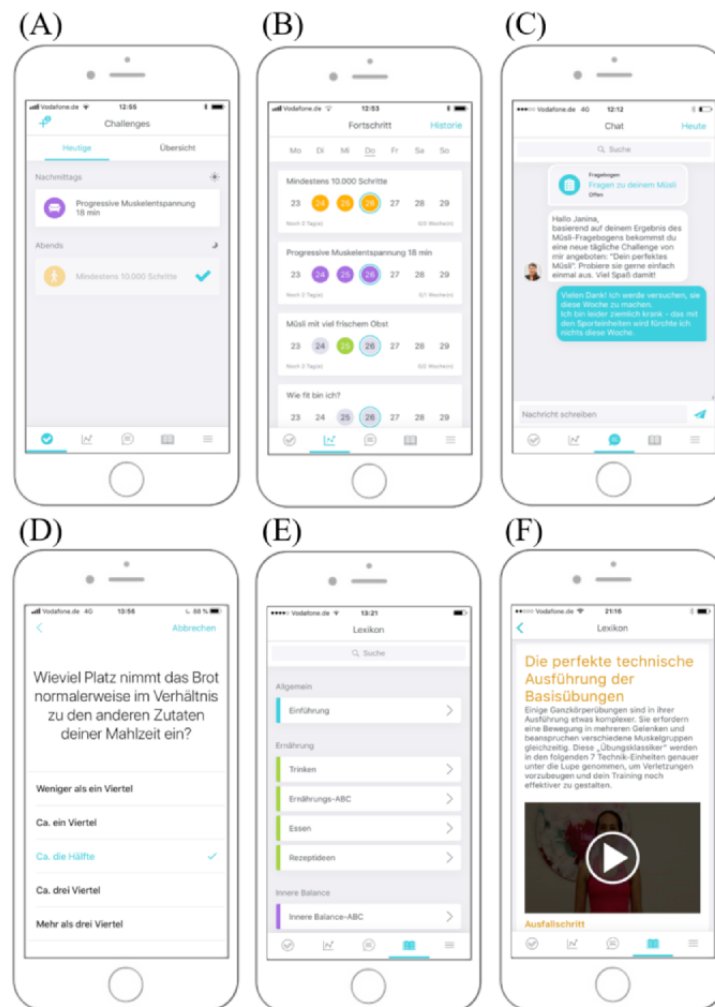 (A)
(B)
(C)
Vodafone.de 12:55
Challenges
Heutige Übersicht
Nachmittags
Progressive Muskelentspannung
18 min
Abends
Mindestens 10.000 Schritte
Vodafone.de 12:53
Fortschritt Historie
Mo Di Mi Do Fr Sa So
Mindestens 10.000 Schritte
23 24 25 26 27 28 29
Noch 3 Tag(e)
Progressive Muskelentspannung 18 min
23 24 25 26 27 28 29
Noch 2 Tag(e)
Müsli mit viel frischem Obst
23 24 25 26 27 28 29
Noch 3 Tag(e)
Wie fit bin ich?
23 24 25 26 27 28 29
Vodafone.de 4G 12:12
Chat Heute
Suche
Fragebogen
Fragen zu deinem Müsli
Offen
Hallo Janina,
basierend auf deinem Ergebnis des
Müsli-Fragebogens bekommst du
eine neue tägliche Challenge von
mir angeboten: "Dein perfektes
Müsli". Probiere sie gerne einfach
einmal aus. Viel Spaß damit!
Vielen Dank! Ich werde versuchen, sie
diese Woche zu machen.
Ich bin leider ziemlich krank - das mit
den Sporteinheiten wird fürchte ich
nichts diese Woche.
Nachricht schreiben
(D)
(E)
(F)
Vodafone.de 4G 13:56 88 %
Abbrechen
Wieviel Platz nimmt das Brot
normalerweise im Verhältnis
zu den anderen Zutaten
deiner Mahlzeit ein?
Weniger als ein Viertel
Ca. ein Viertel
Ca. die Hälfte
Ca. drei Viertel
Mehr als drei Viertel
Vodafone.de 13:21
Lexikon
Suche
Allgemein
Einführung
Ernährung
Trinken
Ernährungs-ABC
Essen
Rezeptideen
Innere Balance
Innere Balance-ABC
Vodafone.de 21:16
Lexikon
Die perfekte technische
Ausführung der
Basisübungen
Einige Ganzkörperübungen sind in ihrer
Ausführung etwas komplexer. Sie erfordern
eine Bewegung in mehreren Gelenken und
beanspruchen verschiedene Muskelgruppen
gleichzeitig. Diese „Übungsklassiker" werden
in den folgenden 7 Technik-Einheiten genauer
unter die Lupe genommen, um Verletzungen
vorzubeugen und dein Training noch
effektiver zu gestalten.
Ausfallschritt